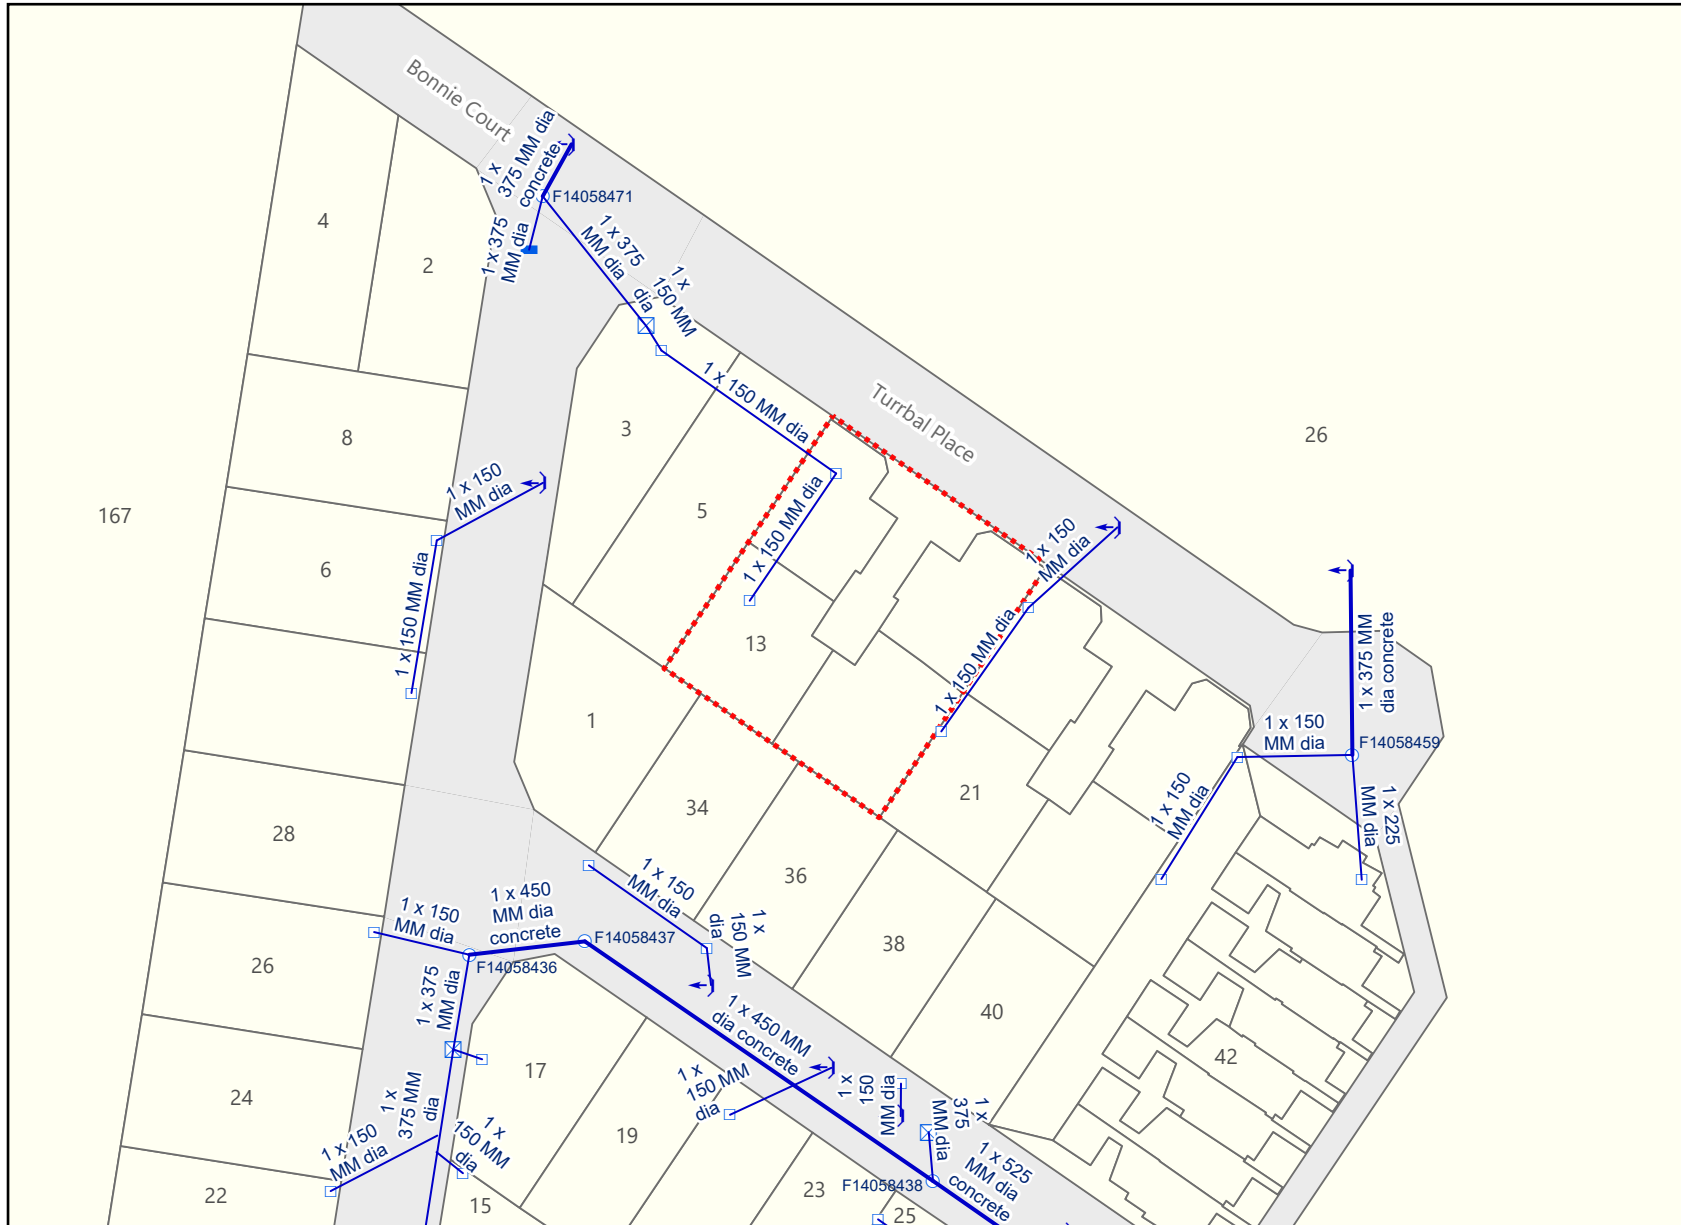 Bonnie Court
1 x
375 MM dia
concrete
F14058471
1 x 375
MM dia
4
2
1 x 375
MM dia
1 x
150 MM
dia
8
3
1 x 150 MM dia
Turrbal Place
26
167
1 x 150
MM dia
5
1 x 150 MM dia
1 x 150
MM dia
6
1 x 150 MM dia
13
1 x 150 MM dia
1 x 375 MM
dia concrete
1
1 x 150
MM dia
F14058459
34
21
1 x 150
MM dia
1 x 225
MM dia
28
36
1 x 150
MM dia
1 x 450
MM dia
concrete
1 x 150
MM dia
1 x
150 MM
dia
F14058437
F14058436
38
26
1 x 375
MM dia
1 x 450 MM
dia concrete
40
42
17
1 x
150 MM
dia
1 x
150
MM dia
1 x
375
MM dia
24
1 x
375 MM
dia
1 x 150
MM dia
1 x
150 MM
dia
19
1 x 525
MM dia
concrete
F14058438
22
15
23
25